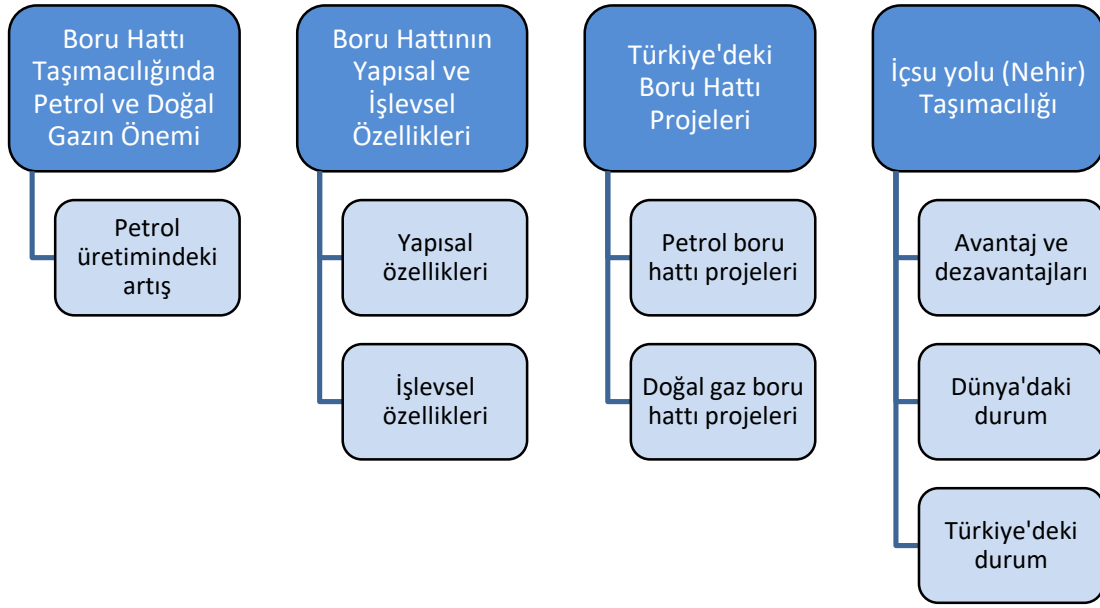 Boru Hattı
Taşımacılığında
Petrol ve Doğal
Gazın Önemi
Petrol
üretimindeki
artış
Boru Hattının
Yapısal ve
İşlevsel
Özellikleri
Yapısal
özellikleri
İşlevsel
özellikleri
Türkiye'deki
Boru Hattı
Projeleri
Petrol boru
hattı projeleri
Doğal gaz boru
hattı projeleri
İçsu yolu (Nehir)
Taşımacılığı
Avantaj ve
dezavantajları
Dünya'daki
durum
Türkiye'deki
durum